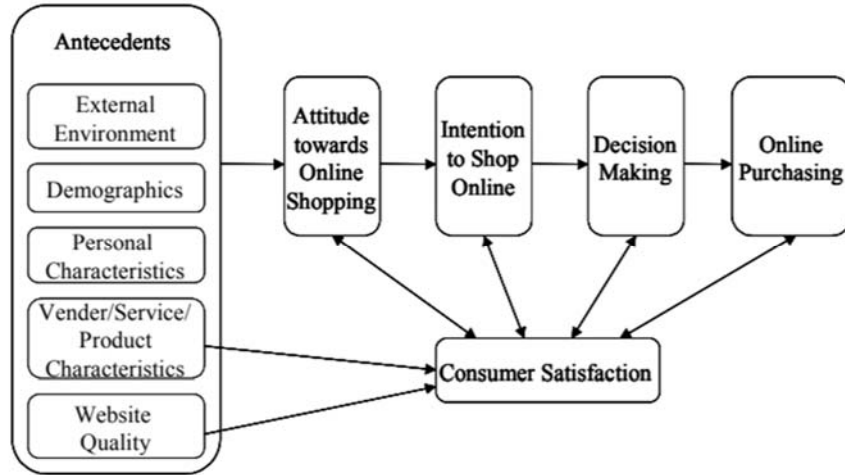 Antecedents
External
Environment
Demographics
Personal
Characteristics
Vender/Service/
Product
Characteristics
Website
Quality
Attitude
towards
Online
Shopping
Intention
to Shop
Online
Decision
Making
Online
Purchasing
Consumer Satisfaction